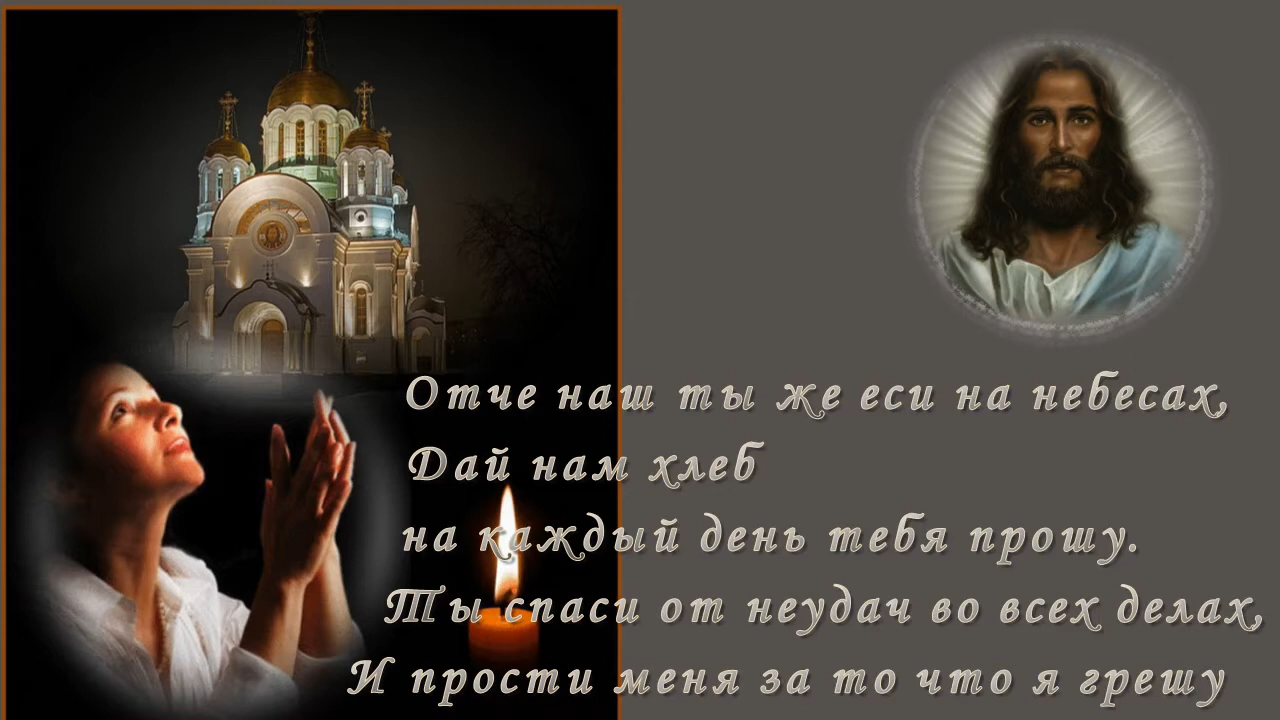 Отче наш ты же еси на небесах,
Дай нам хлеб
на каждый день тебя прошу.
Ты спаси от неудач во всех делах,
И прости меня за то что я грешу